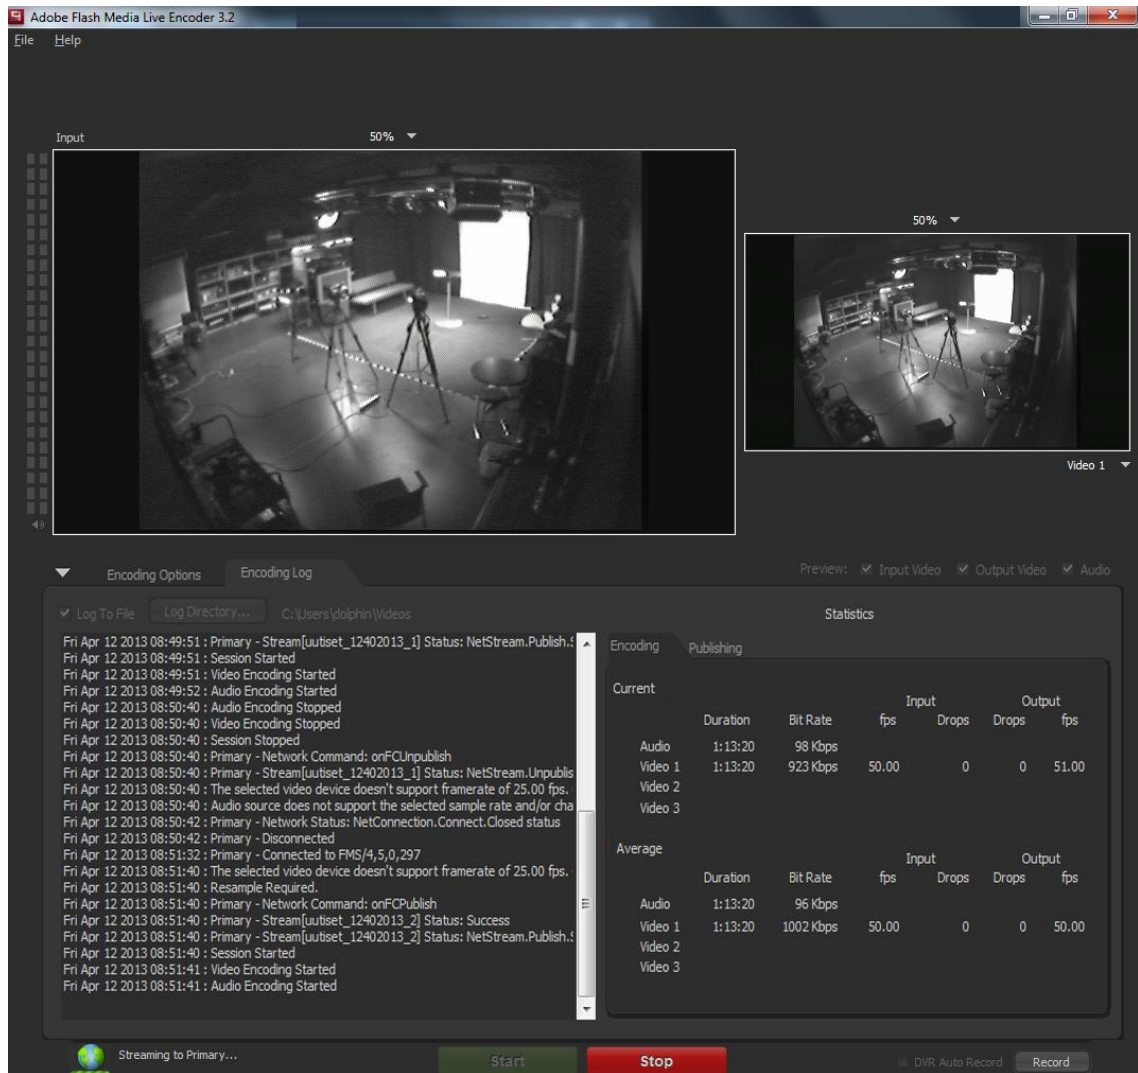 Adobe Flash Media Live Encoder 3.2
File Help
Input 50%
50%
Video 1
Encoding Options Encoding Log
Preview: Input Video Output Video Audio
Log To File Log Directory... C:\Users\dolphin\Videos
Statistics
Fri Apr 12 2013 08:49:51 : Primary - Stream[uutiset_12402013_1] Status: NetStream.Publish.S
Fri Apr 12 2013 08:49:51 : Session Started
Fri Apr 12 2013 08:49:51 : Video Encoding Started
Fri Apr 12 2013 08:49:52 : Audio Encoding Started
Fri Apr 12 2013 08:50:40 : Audio Encoding Stopped
Fri Apr 12 2013 08:50:40 : Video Encoding Stopped
Fri Apr 12 2013 08:50:40 : Session Stopped
Fri Apr 12 2013 08:50:40 : Primary - Network Command: onFCUnpublish
Fri Apr 12 2013 08:50:40 : Primary - Stream[uutiset_12402013_1] Status: NetStream.Unpublis
Fri Apr 12 2013 08:50:40 : The selected video device doesn't support framerate of 25.00 fps.
Fri Apr 12 2013 08:50:40 : Audio source does not support the selected sample rate and/or cha
Fri Apr 12 2013 08:50:42 : Primary - Network Status: NetConnection.Connect.Closed status
Fri Apr 12 2013 08:50:42 : Primary - Disconnected
Fri Apr 12 2013 08:51:32 : Primary - Connected to FMS/4,5,0,297
Fri Apr 12 2013 08:51:40 : The selected video device doesn't support framerate of 25.00 fps.
Fri Apr 12 2013 08:51:40 : Resample Required.
Fri Apr 12 2013 08:51:40 : Primary - Network Command: onFCPublish
Fri Apr 12 2013 08:51:40 : Primary - Stream[uutiset_12402013_2] Status: Success
Fri Apr 12 2013 08:51:40 : Primary - Stream[uutiset_12402013_2] Status: NetStream.Publish.S
Fri Apr 12 2013 08:51:40 : Session Started
Fri Apr 12 2013 08:51:41 : Video Encoding Started
Fri Apr 12 2013 08:51:41 : Audio Encoding Started
Encoding Publishing
Current
Input Output
Duration Bit Rate fps Drops Drops fps
Audio 1:13:20 98 Kbps
Video 1 1:13:20 923 Kbps 50.00 0 0 51.00
Video 2
Video 3
Average
Input Output
Duration Bit Rate fps Drops Drops fps
Audio 1:13:20 96 Kbps
Video 1 1:13:20 1002 Kbps 50.00 0 0 50.00
Video 2
Video 3
Streaming to Primary... Start Stop DVR Auto Record Record